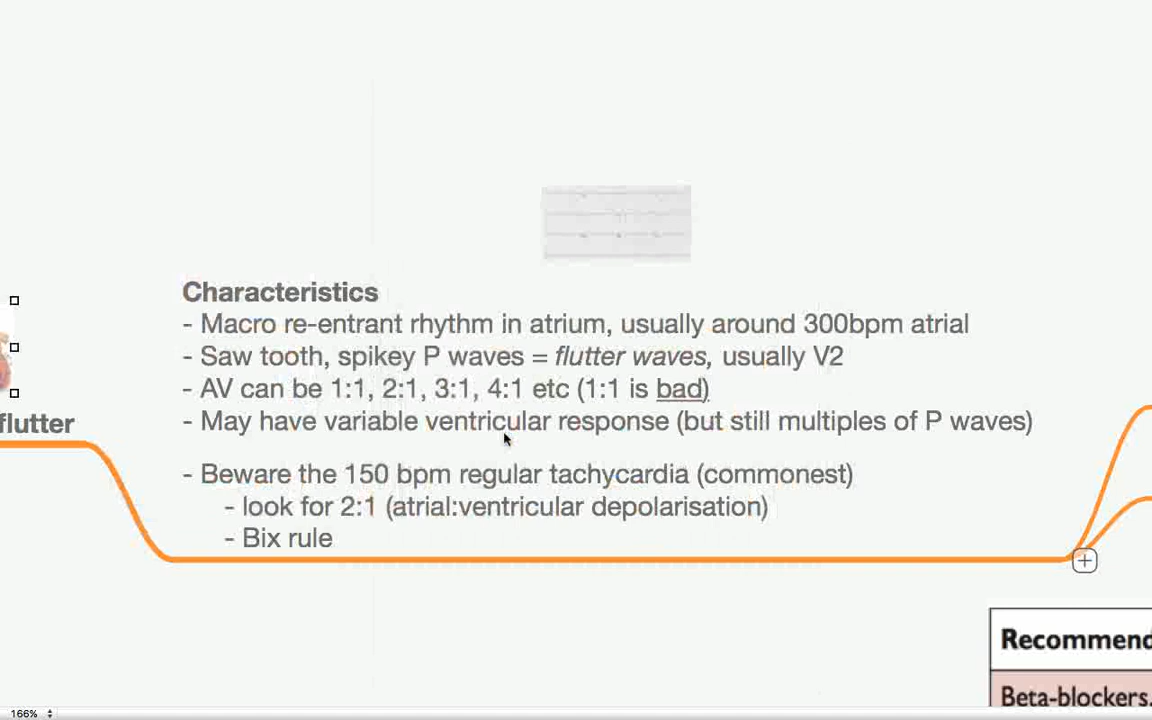 Characteristics
- Macro re-entrant rhythm in atrium, usually around 300bpm atrial
- Saw tooth, spikey P waves = flutter waves, usually V2
- AV can be 1:1, 2:1, 3:1, 4:1 etc (1:1 is bad)
flutter
- May have variable ventricular response (but still multiples of P waves)
- Beware the 150 bpm regular tachycardia (commonest)
- look for 2:1 (atrial:ventricular depolarisation)
- Bix rule
Recommend
Beta-blockers.
166%